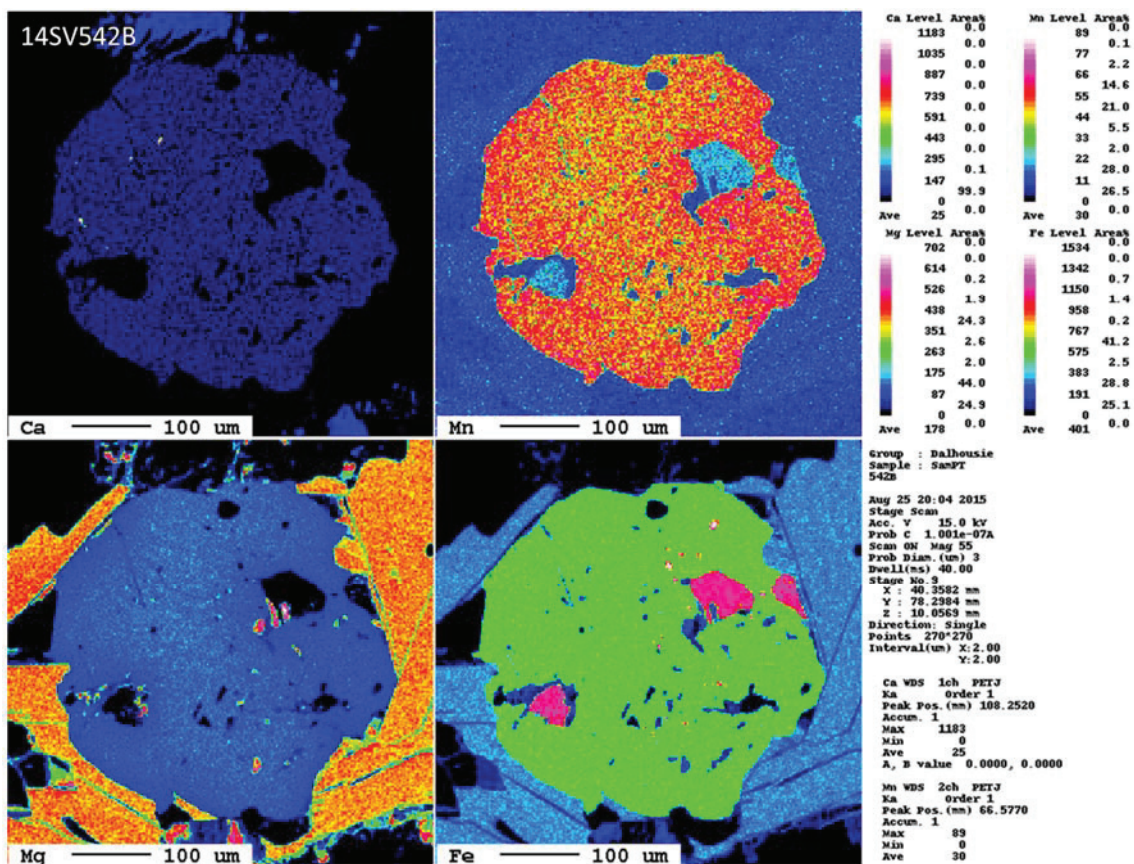 14SV542B
Ca 100 um
Mn 100 um
Mg 100 um
Fe 100 um
Ca Level Area% Mn Level Area%
0.0 0.0
1183 89
0.0 0.1
1035 77
0.0 2.2
887 66
0.0 14.6
739 55
0.0 21.0
591 44
0.0 5.5
443 33
0.0 2.0
295 22
0.1 28.0
147 11
99.9 26.5
0 0
0.0 0.0
Ave 25 Ave 30
Mg Level Area% Fe Level Area%
0.0 0.0
702 1534
0.0 0.0
614 1342
0.2 0.7
526 1150
1.9 1.4
438 958
24.3 0.2
351 767
2.6 41.2
263 575
2.0 2.5
175 383
44.0 28.8
87 191
24.9 25.1
0 0
0.0 0.0
Ave 178 Ave 401
Group : Dalhousie
Sample : SamPT
542B
Aug 25 20:04 2015
Stage Scan
Acc. V 15.0 kV
Prob C 1.001e-07A
Scan ON Mag 55
Prob Diam.(um) 3
Dwell(ms) 40.00
Stage No.9
X : 40.3582 mm
Y : 78.2984 mm
Z : 10.0569 mm
Direction: Single
Points 270*270
Interval(um) X:2.00
Y:2.00
Ca WDS 1ch PETJ
Ka Order 1
Peak Pos.(mm) 108.2520
Accum. 1
Max 1183
Min 0
Ave 25
A, B value 0.0000, 0.0000
Mn WDS 2ch PETJ
Ka Order 1
Peak Pos.(mm) 66.5770
Accum. 1
Max 89
Min 0
Ave 30